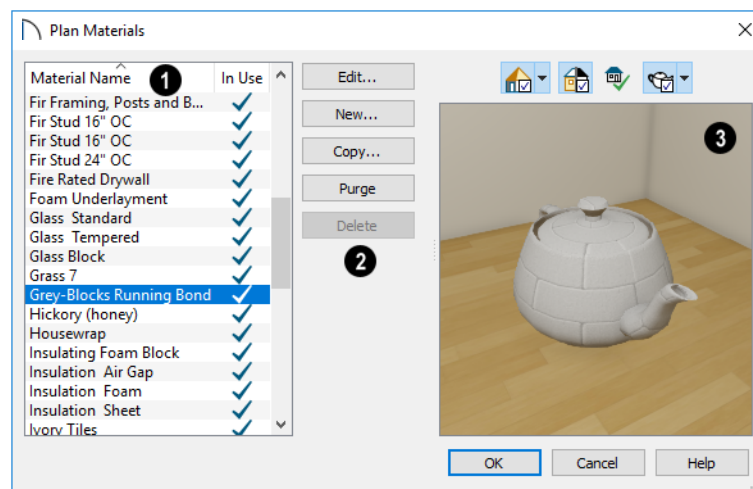 Plan Materials
Material Name 1 In Use
Fir Framing, Posts and B...
Fir Stud 16" OC
Fir Stud 16" OC
Fir Stud 24" OC
Fire Rated Drywall
Foam Underlayment
Glass  Standard
Glass  Tempered
Glass Block
Grass 7
Grey-Blocks Running Bond
Hickory (honey)
Housewrap
Insulating Foam Block
Insulation  Air Gap
Insulation  Foam
Insulation  Sheet
Ivory Tiles
Edit...
New...
Copy...
Purge
Delete
2
3
OK
Cancel
Help